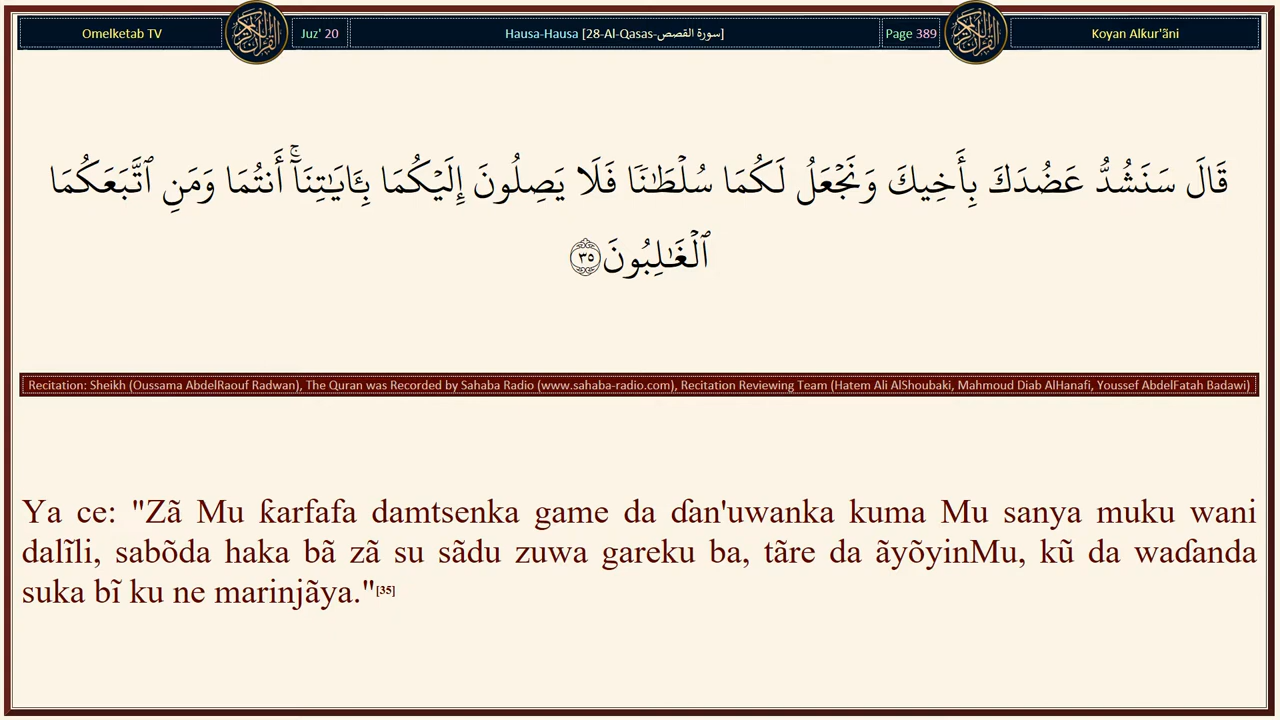 Omelketab TV
Juz' 20
Hausa-Hausa [28-Al-Qasas-سورة القصص]
Page 389
Koyan Alƙur'ãni
قَالَ سَنَشُدُّ عَضُدَكَ بِأَخِيكَ وَنَجۡعَلُ لَكُمَا سُلۡطَٰنٗا فَلَا يَصِلُونَ إِلَيۡكُمَا بِـَٔايَٰتِنَآۚ أَنتُمَا وَمَنِ ٱتَّبَعَكُمَا
ٱلۡغَٰلِبُونَ ٣٥
Recitation: Sheikh (Oussama AbdelRaouf Radwan), The Quran was Recorded by Sahaba Radio (www.sahaba-radio.com), Recitation Reviewing Team (Hatem Ali AlShoubaki, Mahmoud Diab AlHanafi, Youssef AbdelFatah Badawi)
Ya ce: "Zã Mu ƙarfafa damtsenka game da ɗan'uwanka kuma Mu sanya muku wani
dalĩli, sabõda haka bã zã su sãdu zuwa gareku ba, tãre da ãyõyinMu, kũ da waɗanda
suka bĩ ku ne marinjãya."[35]